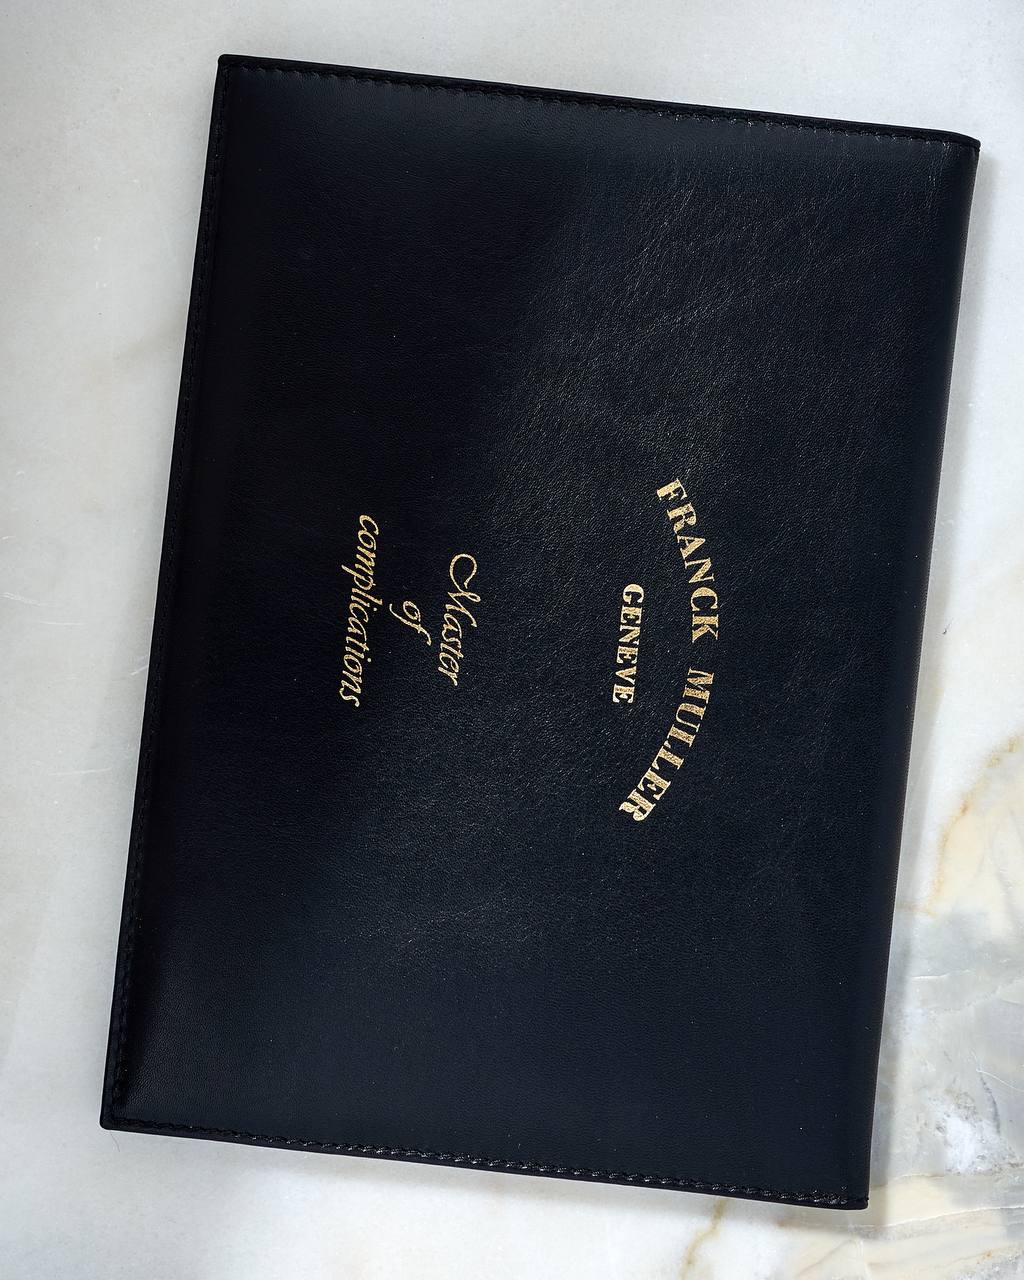 FRANCK MULLER
GENEVE
Master
of
complications